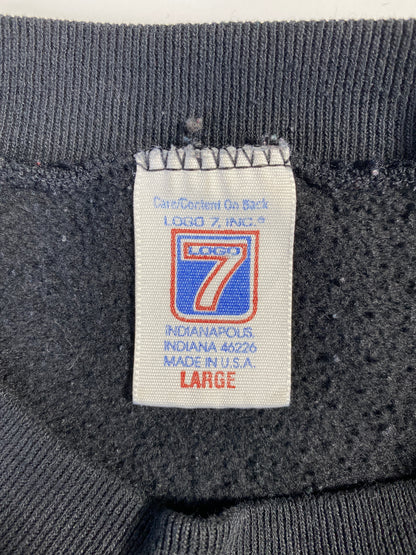 Care/Content On Back
LOGO 7, INC.®
LOGO
7
INDIANAPOLIS,
INDIANA 46226
MADE IN U.S.A.
LARGE